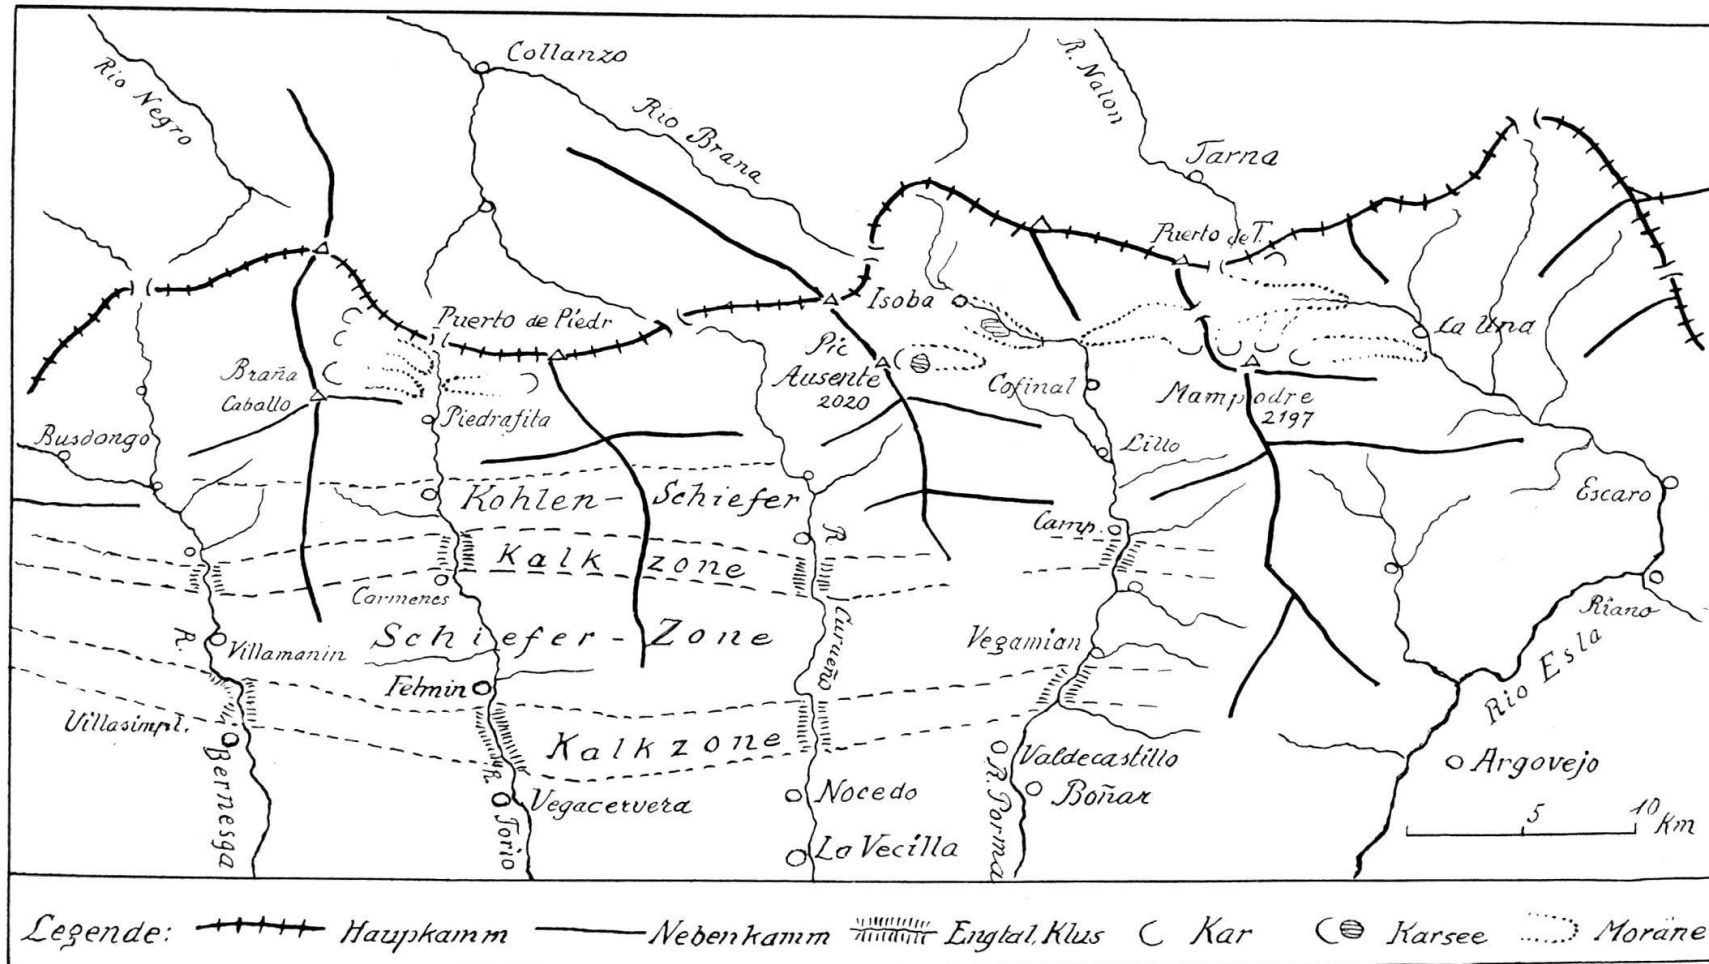 Collanzo
Rio Negro
Rio Brana
R. Nalon
Tarna
Puerto de T.
Isoba
La Una
Puerto de Piedr
Pic
Ausente
2020
Braña
Caballo
Cofinal
Mampodre
2197
Piedrafita
Busdongo
Lillo
Escaro
Kohlen-Schiefer
Camp.
R. Curueño
Kalkzone
Carmenes
Riano
Schiefer-Zone
R. Bernesga
Villamanin
Vegamian
Felmin
Rio Esla
Villasimpl.
Kalkzone
Valdecastillo
Argovejo
R. Torio
Vegacervera
Nocedo
R. Porma
Boñar
5 10 Km
La Vecilla
Legende: Haupkamm Nebenkamm Engtal, Klus Kar Karsee Moräne